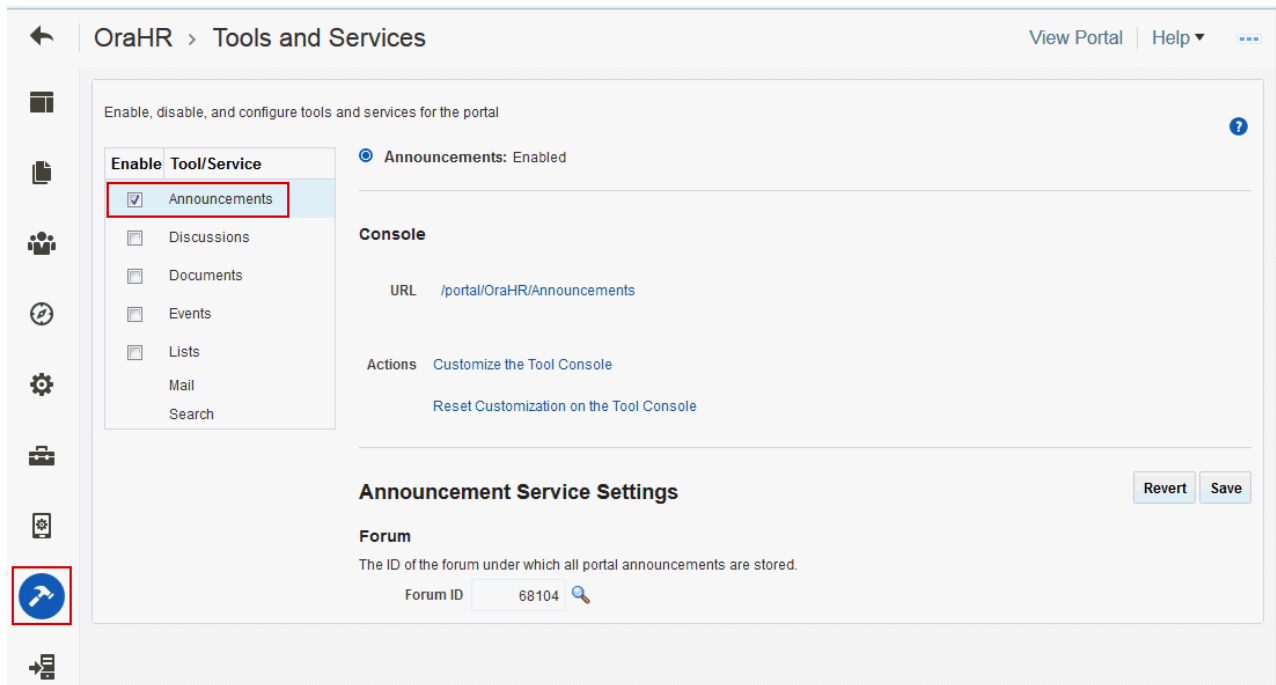 OraHR > Tools and Services
View Portal
Help
Enable, disable, and configure tools and services for the portal
?
Enable Tool/Service
Announcements
Discussions
Documents
Events
Lists
Mail
Search
Announcements: Enabled
Console
URL /portal/OraHR/Announcements
Actions Customize the Tool Console
Reset Customization on the Tool Console
Announcement Service Settings
Revert
Save
Forum
The ID of the forum under which all portal announcements are stored.
Forum ID 68104